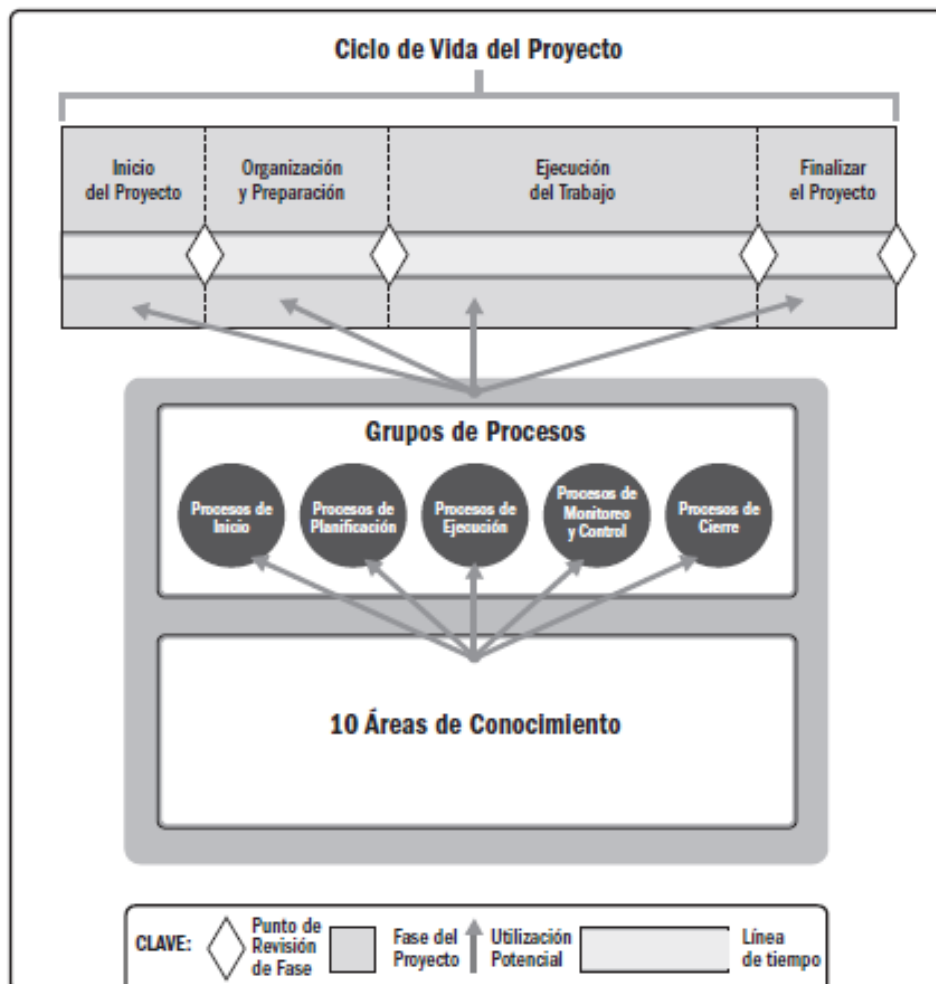 Ciclo de Vida del Proyecto
Inicio
del Proyecto
Organización
y Preparación
Ejecución
del Trabajo
Finalizar
el Proyecto
Grupos de Procesos
Procesos de
Inicio
Procesos de
Planificación
Procesos de
Ejecución
Procesos de
Monitoreo
y Control
Procesos de
Cierre
10 Áreas de Conocimiento
CLAVE:
Punto de
Revisión
de Fase
Fase del
Proyecto
Utilización
Potencial
Línea
de tiempo